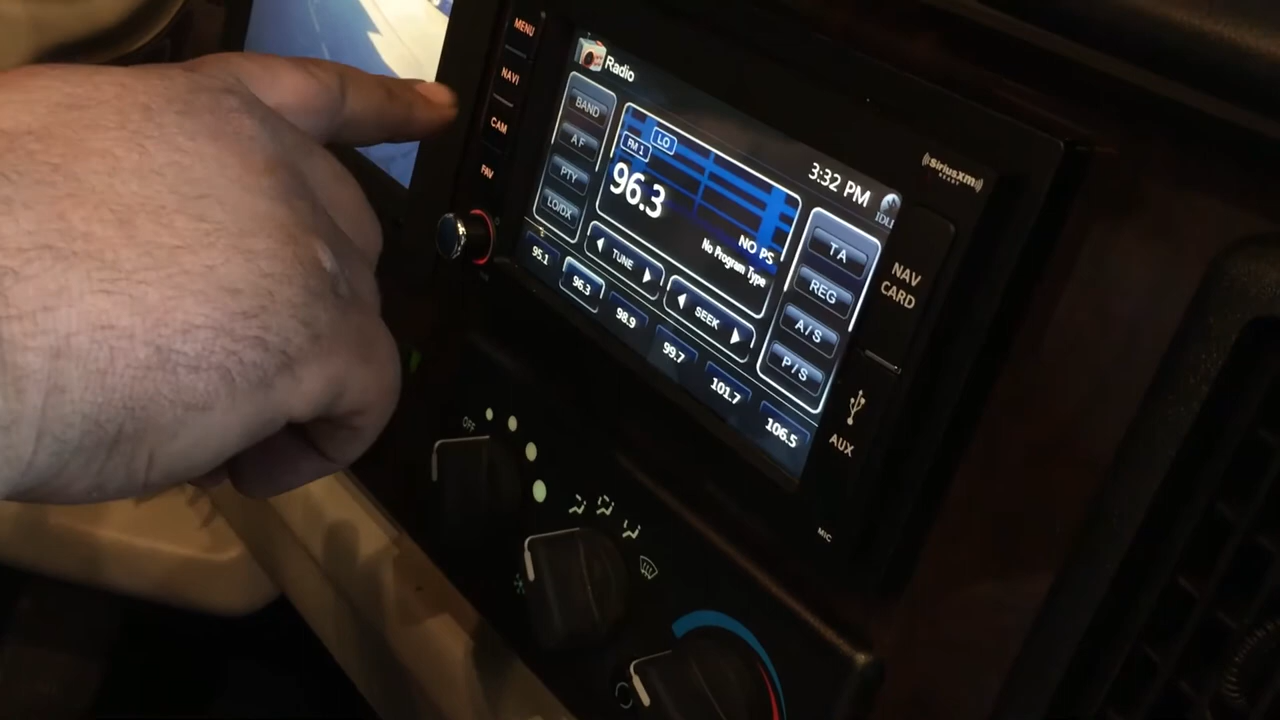 MENU
NAVI
CAM
FAV
Radio
BAND
AF
PTY
LO/DX
LO
FM 1
96.3
NO PS
No Program Type
3:32 PM
TA
REG
A/S
P/S
TUNE
SEEK
95.1
96.3
98.9
99.7
101.7
106.5
SiriusXM
READY
NAV
CARD
AUX
MIC
OFF